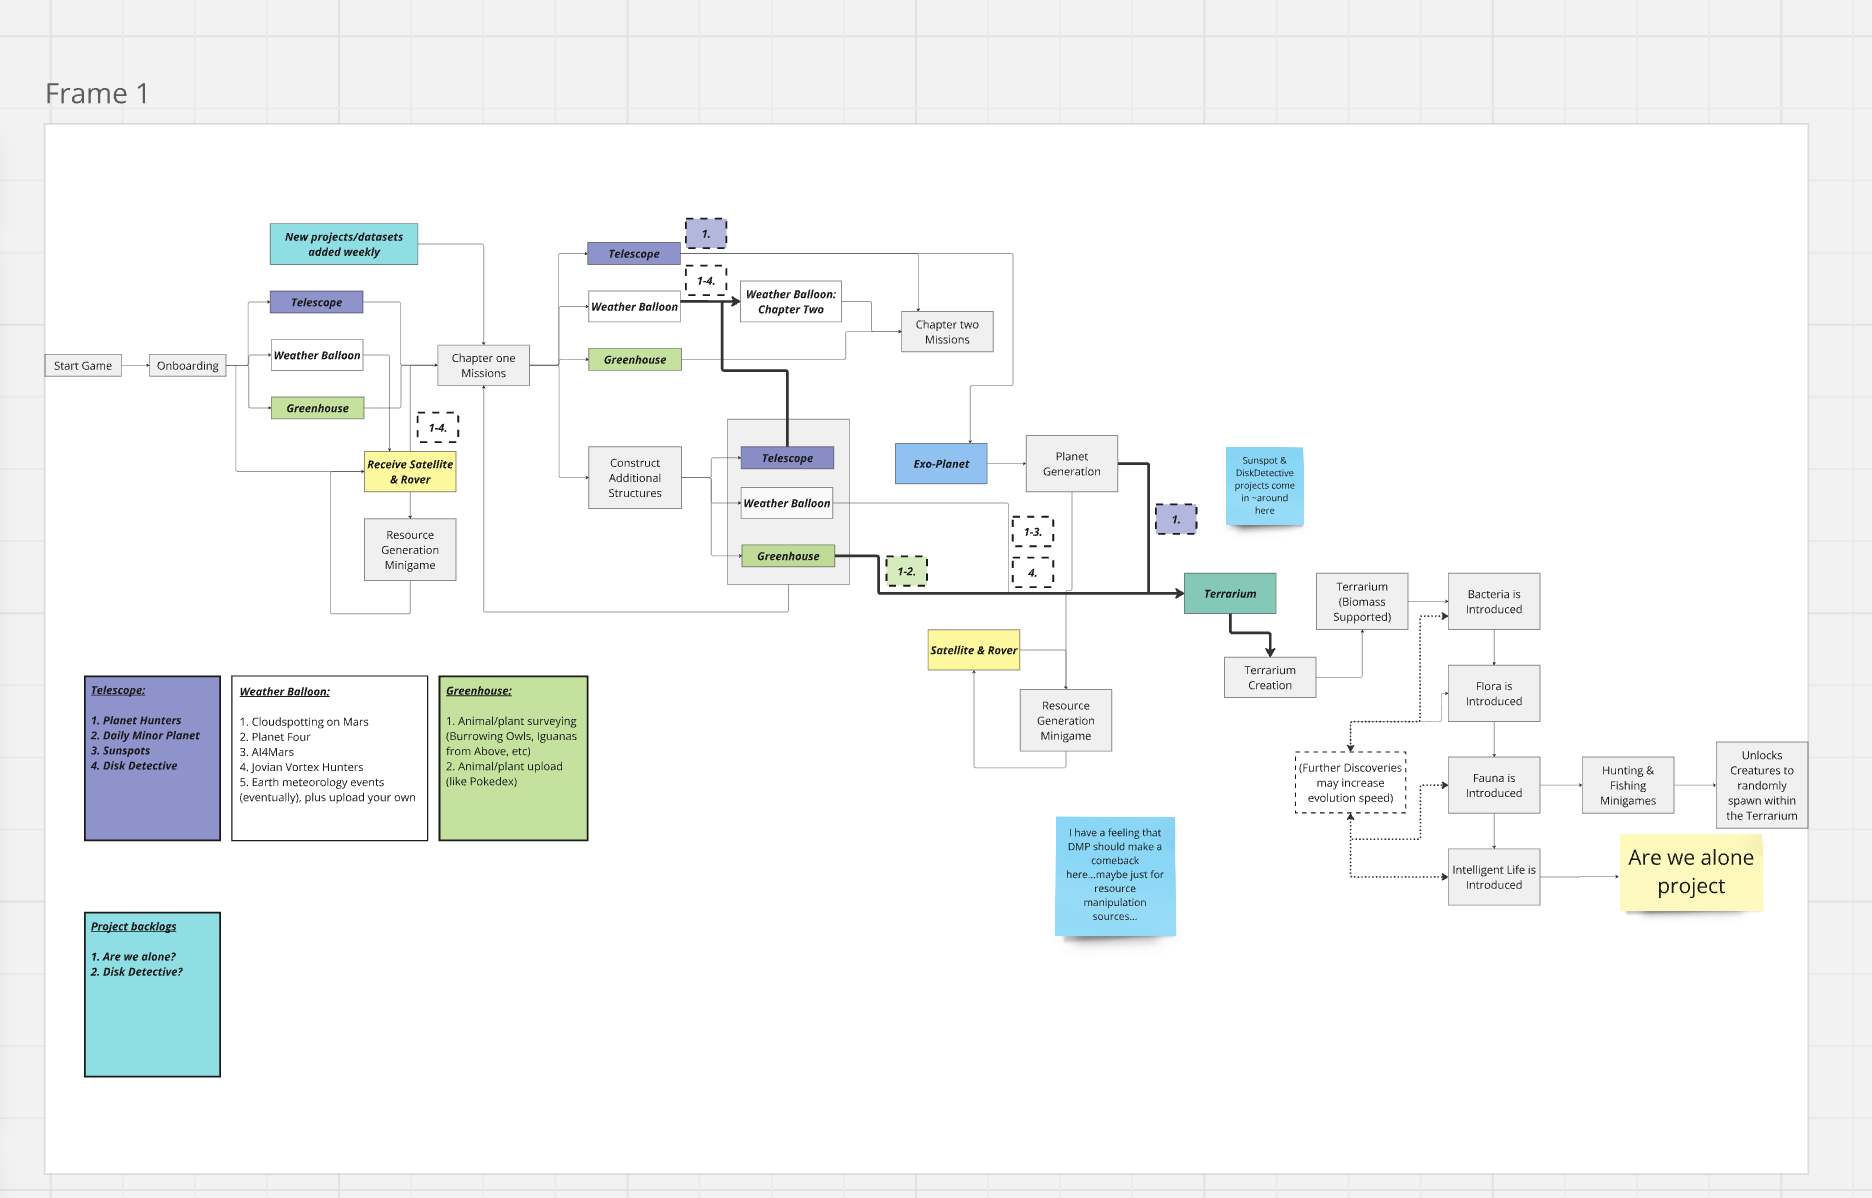 Frame 1
New projects/datasets
added weekly
Telescope
Weather Balloon
Greenhouse
Start Game
Onboarding
Receive Satellite
& Rover
1-4.
Resource
Generation
Minigame
Chapter one
Missions
Telescope
1.
Weather Balloon
1-4.
Weather Balloon:
Chapter Two
Greenhouse
Chapter two
Missions
Construct
Additional
Structures
Telescope
Weather Balloon
Greenhouse
Exo-Planet
Planet
Generation
1.
1-3.
4.
1-2.
Sunspot &
DiskDetective
projects come
in ~around
here
Terrarium
Terrarium
Creation
Terrarium
(Biomass
Supported)
Bacteria is
Introduced
Flora is
Introduced
Fauna is
Introduced
Intelligent Life is
Introduced
(Further Discoveries
may increase
evolution speed)
Hunting &
Fishing
Minigames
Unlocks
Creatures to
randomly
spawn within
the Terrarium
Are we alone
project
Satellite & Rover
Resource
Generation
Minigame
I have a feeling that
DMP should make a
comeback
here...maybe just for
resource
manipulation
sources...
Telescope:
1. Planet Hunters
2. Daily Minor Planet
3. Sunspots
4. Disk Detective
Weather Balloon:
1. Cloudspotting on Mars
2. Planet Four
3. AI4Mars
4. Jovian Vortex Hunters
5. Earth meteorology events
(eventually), plus upload your own
Greenhouse:
1. Animal/plant surveying
(Burrowing Owls, Iguanas
from Above, etc)
2. Animal/plant upload
(like Pokedex)
Project backlogs
1. Are we alone?
2. Disk Detective?